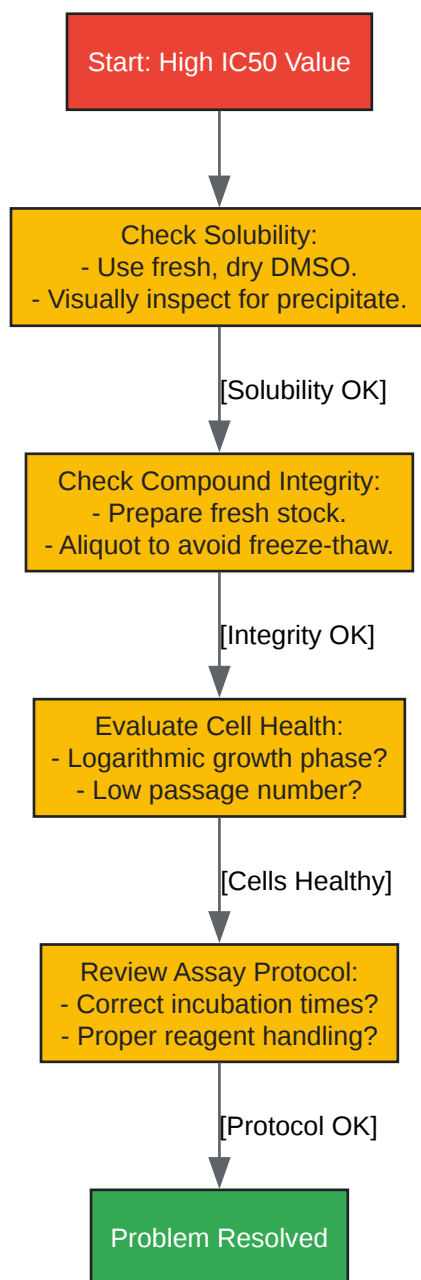 Start: High IC50 Value
Check Solubility:
- Use fresh, dry DMSO.
- Visually inspect for precipitate.
[Solubility OK]
Check Compound Integrity:
- Prepare fresh stock.
- Aliquot to avoid freeze-thaw.
[Integrity OK]
Evaluate Cell Health:
- Logarithmic growth phase?
- Low passage number?
[Cells Healthy]
Review Assay Protocol:
- Correct incubation times?
- Proper reagent handling?
[Protocol OK]
Problem Resolved